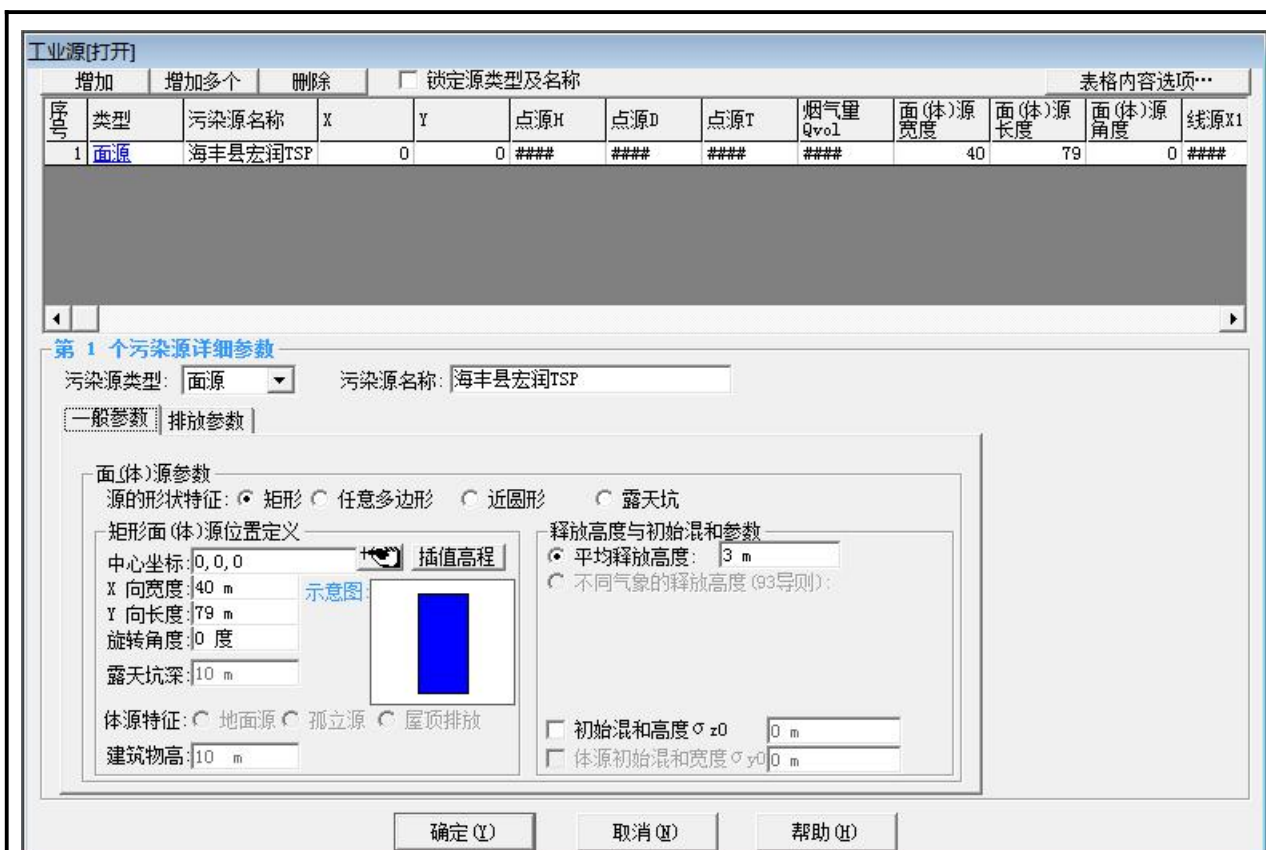 工业源[打开]
增加 增加多个 删除 锁定源类型及名称 表格内容选项…
序号 类型 污染源名称 X Y 点源H 点源D 点源T 烟气量Qvol 面(体)源宽度 面(体)源长度 面(体)源角度 线源X1
1 面源 海丰县宏润TSP 0 0 #### #### #### #### 40 79 0 ####
第 1 个污染源详细参数
污染源类型: 面源 污染源名称: 海丰县宏润TSP
一般参数 排放参数
面(体)源参数
源的形状特征: 矩形 任意多边形 近圆形 露天坑
矩形面(体)源位置定义
中心坐标: 0,0,0 插值高程
X 向宽度: 40 m 示意图:
Y 向长度: 79 m
旋转角度: 0 度
露天坑深: 10 m
体源特征: 地面源 孤立源 屋顶排放
建筑物高: 10 m
释放高度与初始混和参数
平均释放高度: 3 m
不同气象的释放高度(93导则):
初始混和高度σz0 0 m
体源初始混和宽度σy0 0 m
确定(Y) 取消(N) 帮助(H)